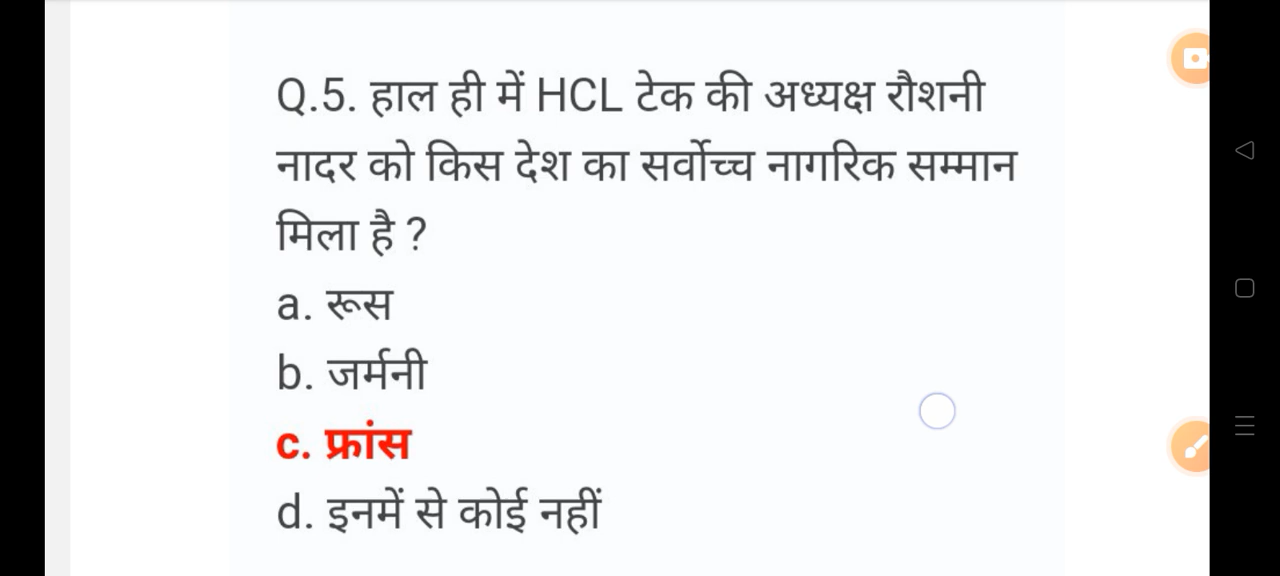 Q.5. हाल ही में HCL टेक की अध्यक्ष रौशनी
नादर को किस देश का सर्वोच्च नागरिक सम्मान
मिला है ?
a. रूस
b. जर्मनी
c. फ्रांस
d. इनमें से कोई नहीं